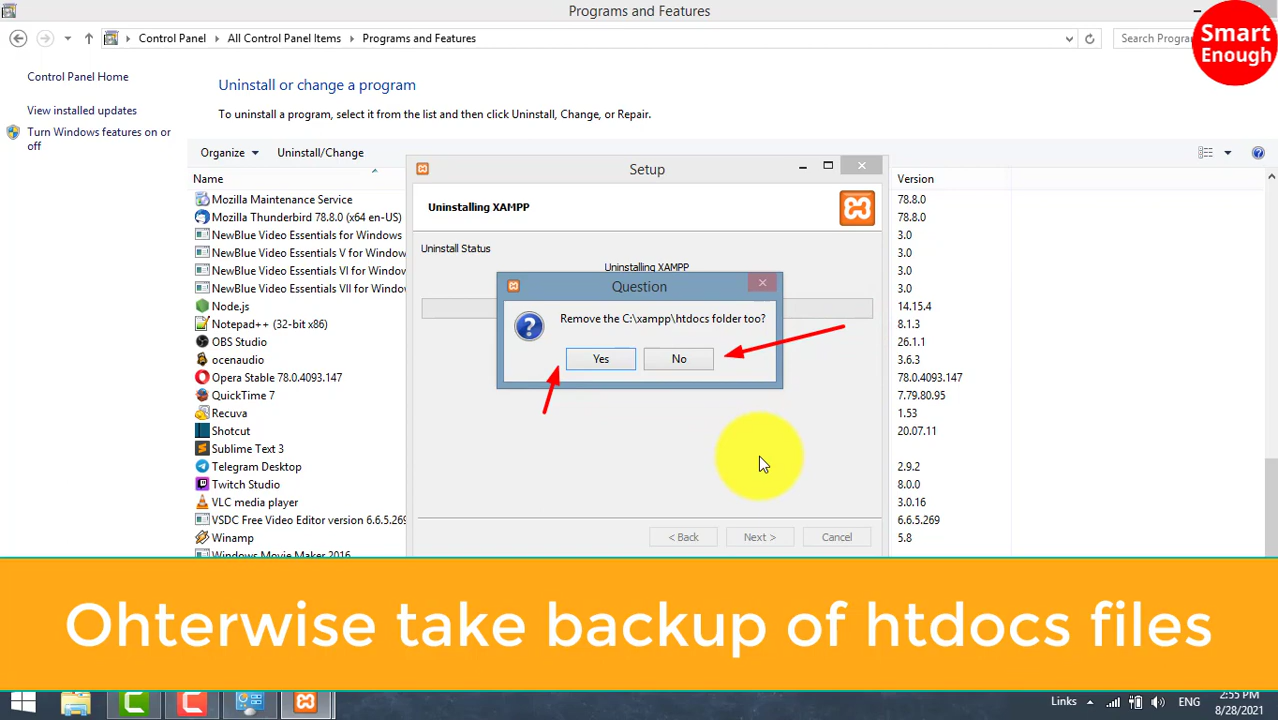 Programs and Features
Smart
Enough
Control Panel
All Control Panel Items
Programs and Features
Search Progra
Control Panel Home
View installed updates
Turn Windows features on or
off
Uninstall or change a program
To uninstall a program, select it from the list and then click Uninstall, Change, or Repair.
Organize
Uninstall/Change
Name
Version
Mozilla Maintenance Service 78.8.0
Mozilla Thunderbird 78.8.0 (x64 en-US) 78.8.0
NewBlue Video Essentials for Windows 3.0
NewBlue Video Essentials V for Window 3.0
NewBlue Video Essentials VI for Window 3.0
NewBlue Video Essentials VII for Window 3.0
Node.js 14.15.4
Notepad++ (32-bit x86) 8.1.3
OBS Studio 26.1.1
ocenaudio 3.6.3
Opera Stable 78.0.4093.147 78.0.4093.147
QuickTime 7 7.79.80.95
Recuva 1.53
Shotcut 20.07.11
Sublime Text 3
Telegram Desktop 2.9.2
Twitch Studio 8.0.0
VLC media player 3.0.16
VSDC Free Video Editor version 6.6.5.269 6.6.5.269
Winamp 5.8
Windows Movie Maker 2016
Setup
Uninstalling XAMPP
Uninstall Status
Uninstalling XAMPP
Question
Remove the C:\xampp\htdocs folder too?
Yes
No
< Back
Next >
Cancel
Ohterwise take backup of htdocs files
Links
ENG
2:55 PM
8/28/2021